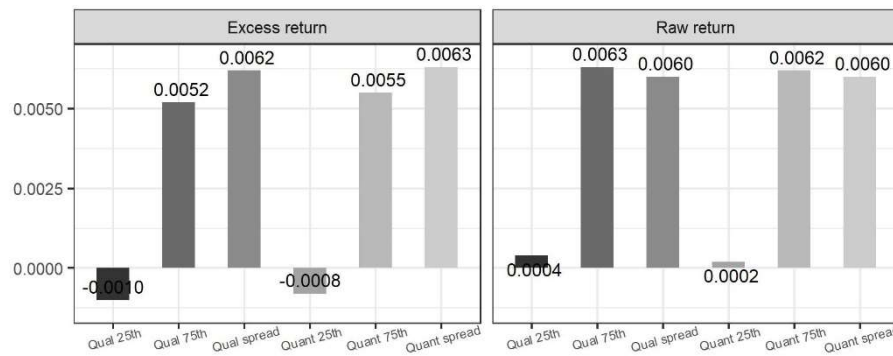 Excess return
Raw return
0.0050
0.0025
0.0000
-0.0010
0.0052
0.0062
-0.0008
0.0055
0.0063
0.0004
0.0063
0.0060
0.0002
0.0062
0.0060
Qual 25th
Qual 75th
Qual spread
Quant 25th
Quant 75th
Quant spread
Qual 25th
Qual 75th
Qual spread
Quant 25th
Quant 75th
Quant spread